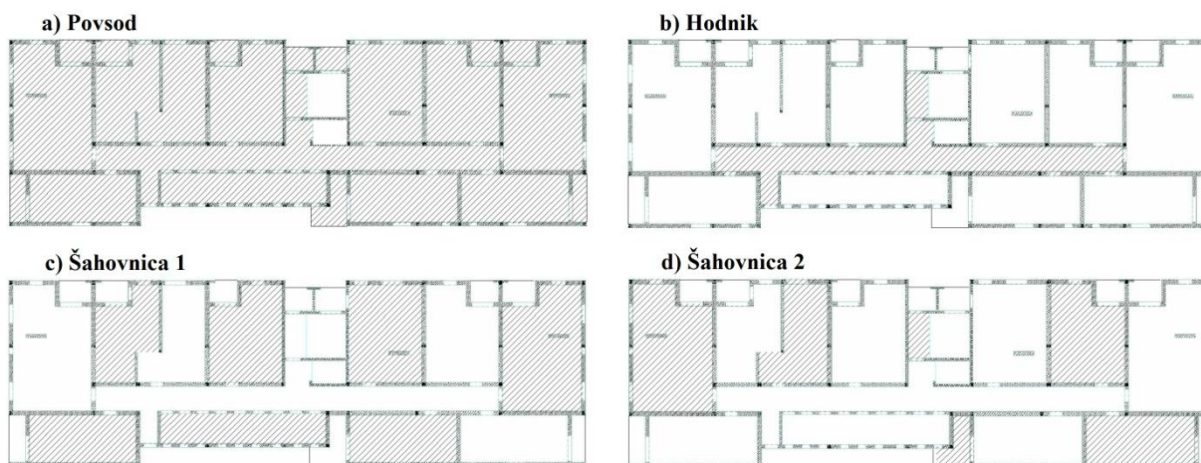 a) Povsod
b) Hodnik
c) Šahovnica 1
d) Šahovnica 2